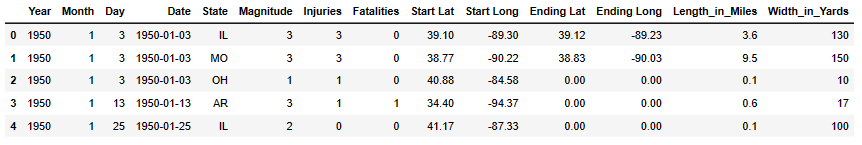 Year Month Day Date State Magnitude Injuries Fatalities Start Lat Start Long Ending Lat Ending Long Length_in_Miles Width_in_Yards
0 1950 1 3 1950-01-03 IL 3 3 0 39.10 -89.30 39.12 -89.23 3.6 130
1 1950 1 3 1950-01-03 MO 3 3 0 38.77 -90.22 38.83 -90.03 9.5 150
2 1950 1 3 1950-01-03 OH 1 1 0 40.88 -84.58 0.00 0.00 0.1 10
3 1950 1 13 1950-01-13 AR 3 1 1 34.40 -94.37 0.00 0.00 0.6 17
4 1950 1 25 1950-01-25 IL 2 0 0 41.17 -87.33 0.00 0.00 0.1 100